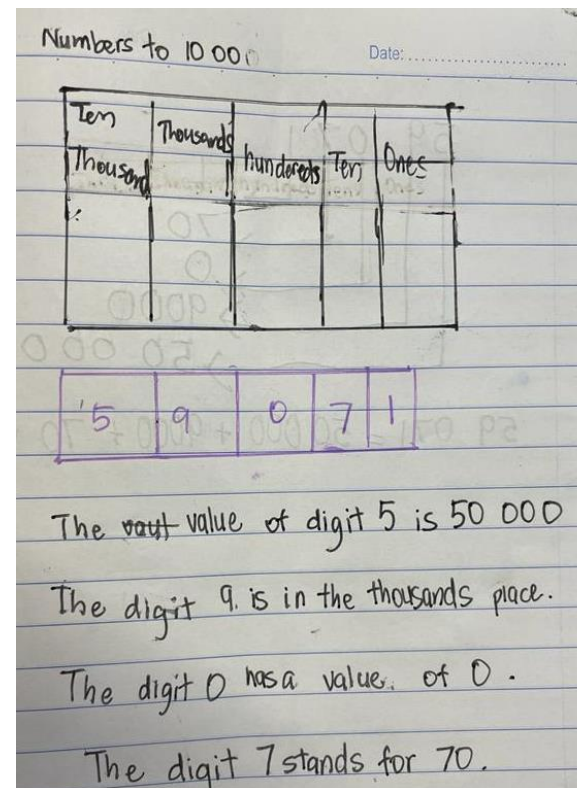 Numbers to 10 000
Date:
Ten Thousand Thousands hundereds Ten Ones
5 9 0 7 1
The value of digit 5 is 50 000
The digit 9. is in the thousands place.
The digit 0 has a value. of 0.
The digit 7 stands for 70.